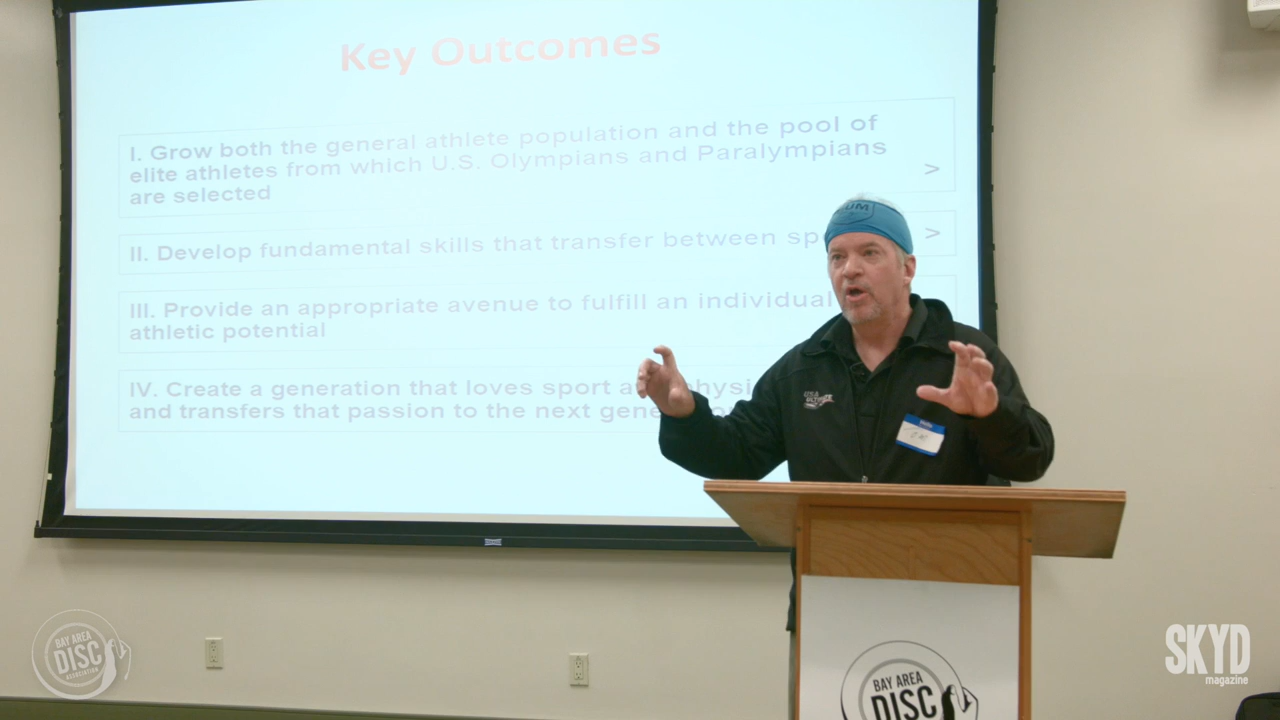 Key Outcomes
I. Grow both the general athlete population and the pool of
elite athletes from which U.S. Olympians and Paralympians
are selected
>
II. Develop fundamental skills that transfer between
>
III. Provide an appropriate avenue to fulfill an individual
athletic potential
IV. Create a generation that loves sport
and transfers that passion to the next
USA
BAY AREA
DISC
ASSOCIATION
BAY AREA
DISC
SKYD
magazine